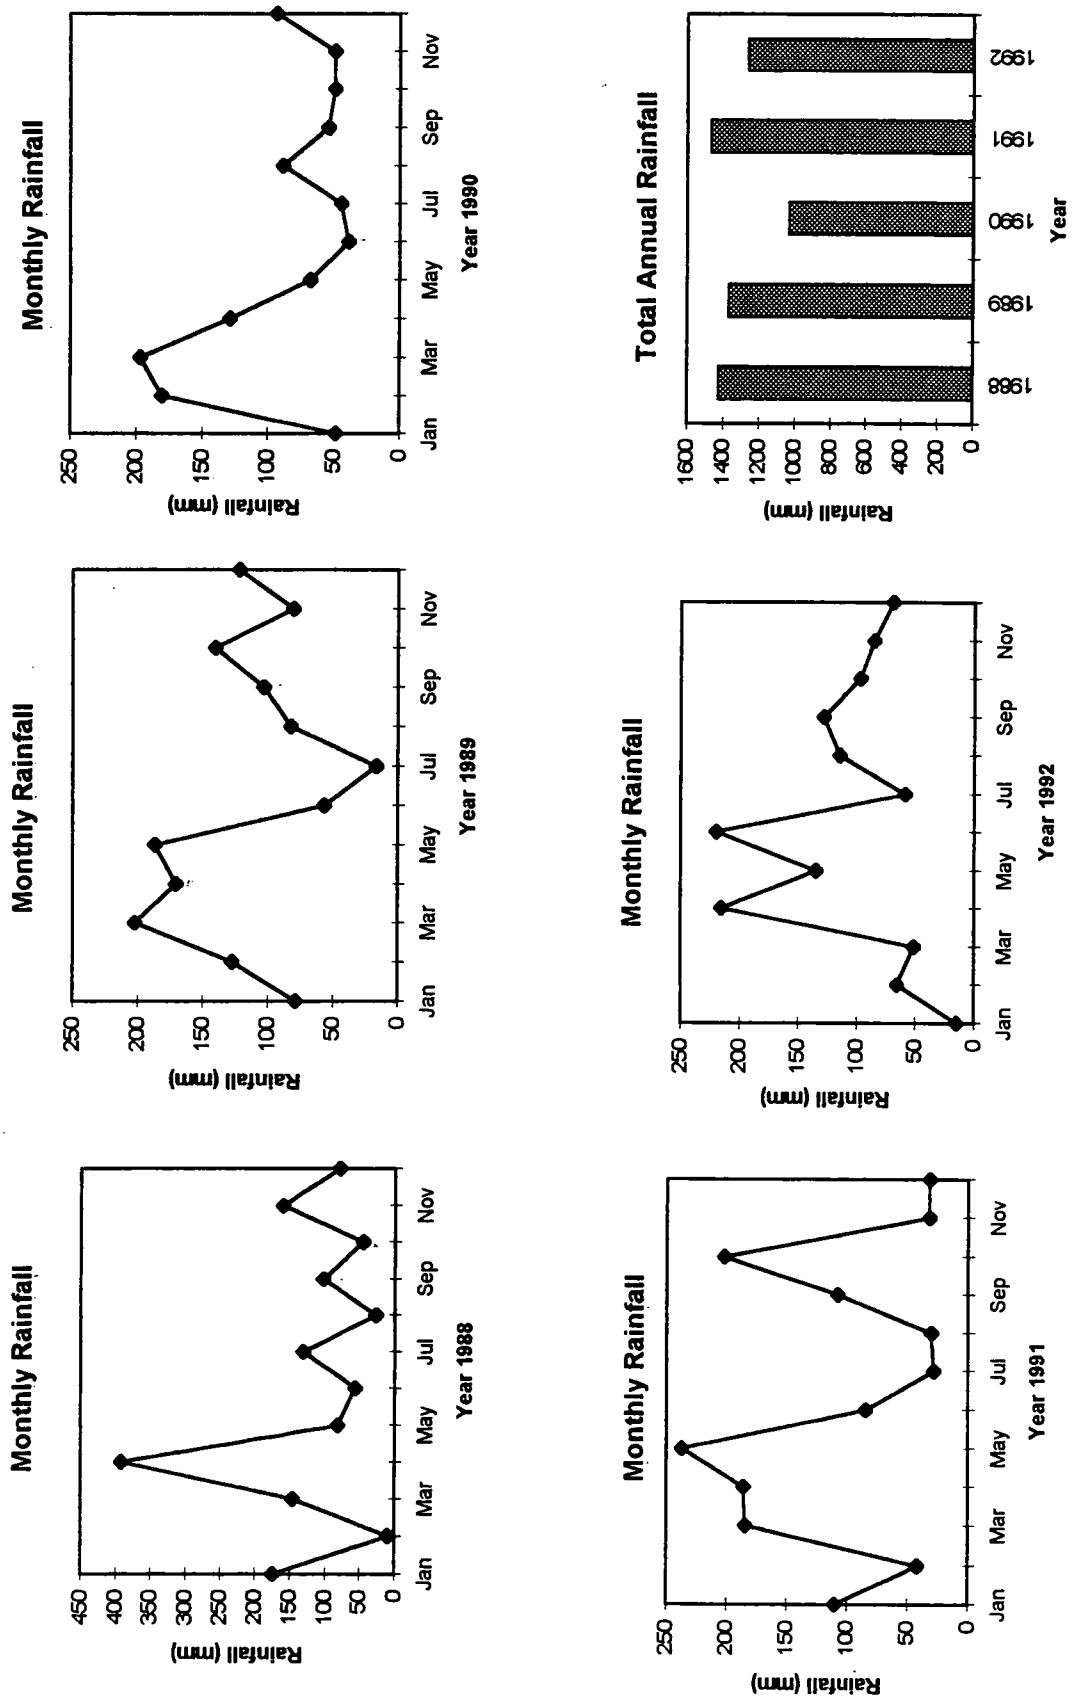 Monthly Rainfall
Rainfall (mm)
450
400
350
300
250
200
150
100
50
0
Jan Mar May Jul Sep Nov
Year 1988
Monthly Rainfall
Rainfall (mm)
250
200
150
100
50
0
Jan Mar May Jul Sep Nov
Year 1989
Monthly Rainfall
Rainfall (mm)
250
200
150
100
50
0
Jan Mar May Jul Sep Nov
Year 1990
Monthly Rainfall
Rainfall (mm)
250
200
150
100
50
0
Jan Mar May Jul Sep Nov
Year 1991
Monthly Rainfall
Rainfall (mm)
250
200
150
100
50
0
Jan Mar May Jul Sep Nov
Year 1992
Total Annual Rainfall
Rainfall (mm)
1600
1400
1200
1000
800
600
400
200
0
1988 1989 1990 1991 1992
Year